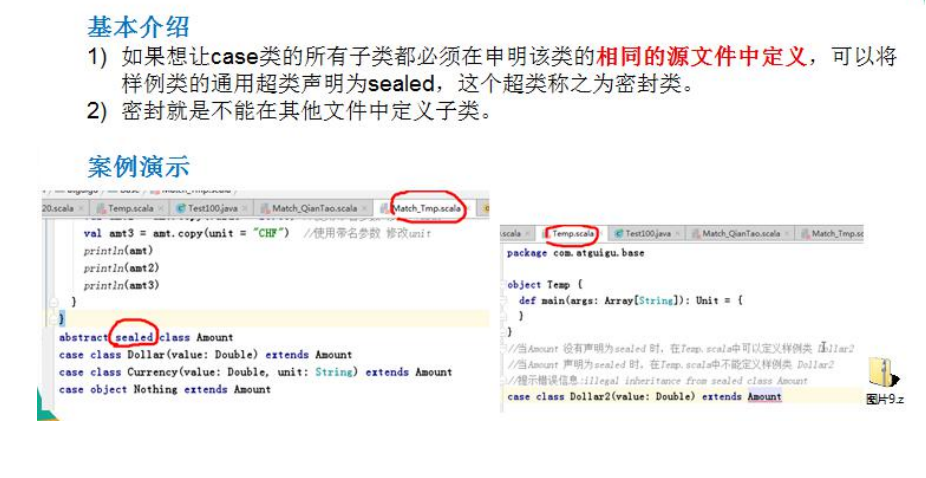 基本介绍
1) 如果想让case类的所有子类都必须在申明该类的相同的源文件中定义，可以将
样例类的通用超类声明为sealed，这个超类称之为密封类。
2) 密封就是不能在其他文件中定义子类。
案例演示
20.scala Temp.scala Test100.java Match_QianTao.scala Match_Tmp.scala
val amt3 = amt.copy(unit = "CHF") //使用带名参数 修改unit
println(amt)
println(amt2)
println(amt3)
}
}
abstract sealed class Amount
case class Dollar(value: Double) extends Amount
case class Currency(value: Double, unit: String) extends Amount
case object Nothing extends Amount
scala Temp.scala Test100.java Match_QianTao.scala Match_Tmp.sc
package com.atguigu.base
object Temp {
def main(args: Array[String]): Unit = {
}
}
//当Amount 没有声明为sealed 时，在Temp.scala中可以定义样例类 Dollar2
//当Amount 声明为sealed 时，在Temp.scala中不能定义样例类 Dollar2
//提示错误信息:illegal inheritance from sealed class Amount
case class Dollar2(value: Double) extends Amount
图片9.z